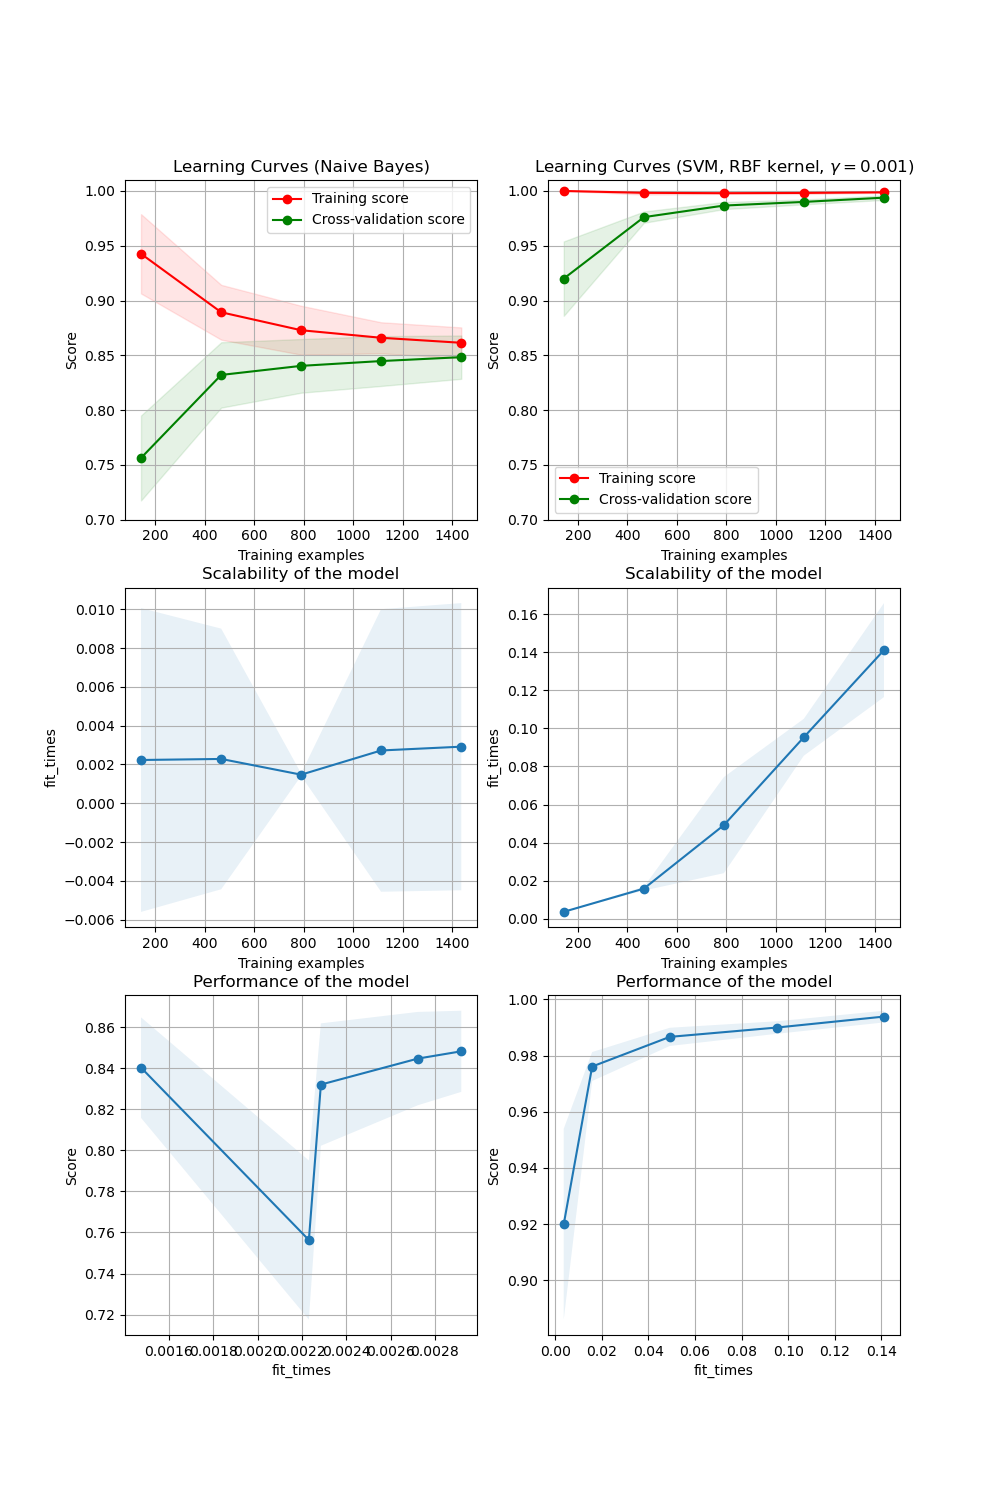 Learning Curves (Naive Bayes)
1.00
0.95
0.90
0.85
0.80
0.75
0.70
Score
Training score
Cross-validation score
200 400 600 800 1000 1200 1400
Training examples
Learning Curves (SVM, RBF kernel, γ = 0.001)
1.00
0.95
0.90
0.85
0.80
0.75
0.70
Score
Training score
Cross-validation score
200 400 600 800 1000 1200 1400
Training examples
Scalability of the model
0.010
0.008
0.006
0.004
0.002
0.000
−0.002
−0.004
−0.006
fit_times
200 400 600 800 1000 1200 1400
Training examples
Scalability of the model
0.16
0.14
0.12
0.10
0.08
0.06
0.04
0.02
0.00
fit_times
200 400 600 800 1000 1200 1400
Training examples
Performance of the model
0.86
0.84
0.82
0.80
0.78
0.76
0.74
0.72
Score
0.0016 0.0018 0.0020 0.0022 0.0024 0.0026 0.0028
fit_times
Performance of the model
1.00
0.98
0.96
0.94
0.92
0.90
Score
0.00 0.02 0.04 0.06 0.08 0.10 0.12 0.14
fit_times